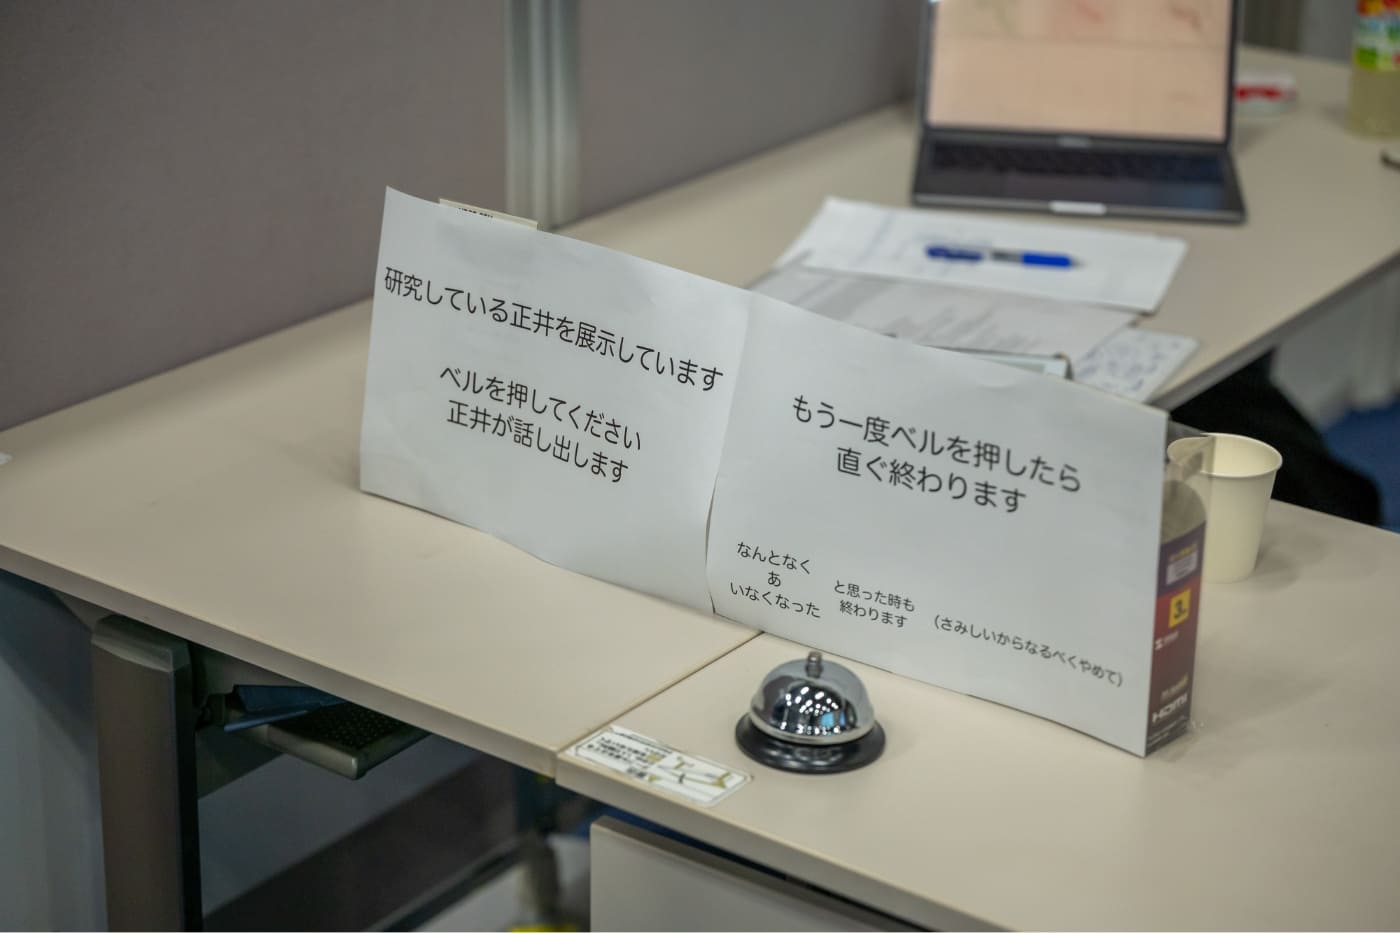 研究している正井を展示しています
ベルを押してください
正井が話し出します
もう一度ベルを押したら
直ぐ終わります
なんとなく
あ
いなくなった
と思った時も
終わります
（さみしいからなるべくやめて）
3
HDMI